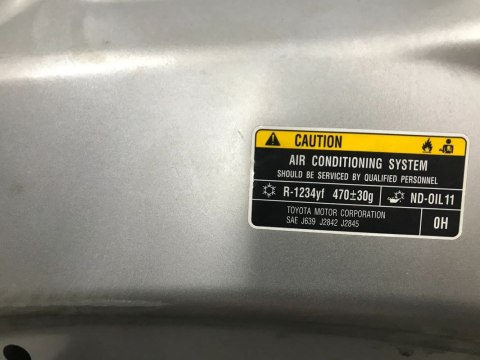 CAUTION
AIR CONDITIONING SYSTEM
SHOULD BE SERVICED BY QUALIFIED PERSONNEL
R-1234yf 470±30g ND-OIL11
TOYOTA MOTOR CORPORATION
SAE J639 J2842 J2845
0H